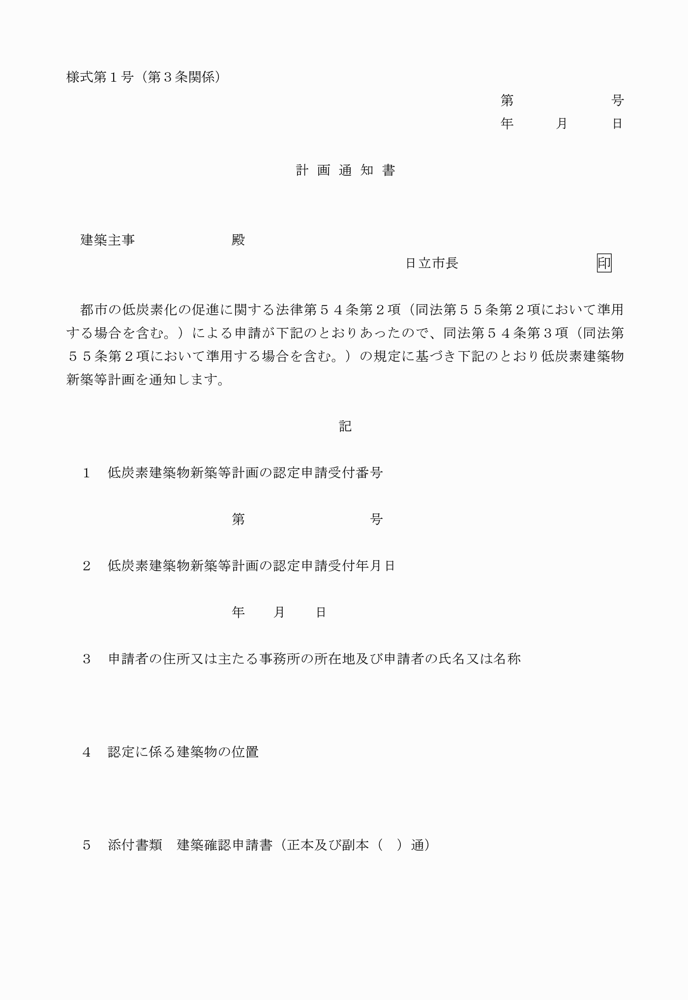 様式第１号（第３条関係）
第　　　　　　　号
年　　　月　　　日
計画通知書
建築主事　　　　　　　殿
日立市長　　　　　　　　　　印
都市の低炭素化の促進に関する法律第５４条第２項（同法第５５条第２項において準用
する場合を含む。）による申請が下記のとおりあったので、同法第５４条第３項（同法第
５５条第２項において準用する場合を含む。）の規定に基づき下記のとおり低炭素建築物
新築等計画を通知します。
記
１　低炭素建築物新築等計画の認定申請受付番号
第　　　　　　　　　号
２　低炭素建築物新築等計画の認定申請受付年月日
年　　月　　日
３　申請者の住所又は主たる事務所の所在地及び申請者の氏名又は名称
４　認定に係る建築物の位置
５　添付書類　建築確認申請書（正本及び副本（　）通）